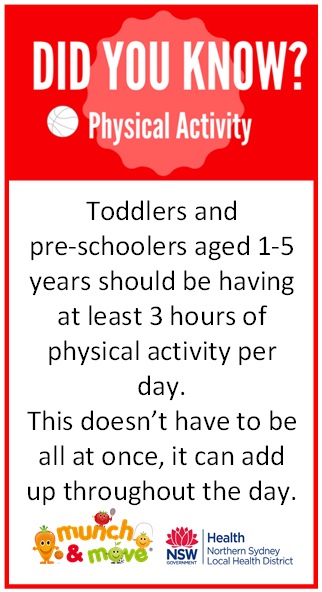 DID YOU KNOW?
Physical Activity
Toddlers and
pre-schoolers aged 1-5
years should be having
at least 3 hours of
physical activity per
day.
This doesn't have to be
all at once, it can add
up throughout the day.
munch
& move
NSW
GOVERNMENT
Health
Northern Sydney
Local Health District